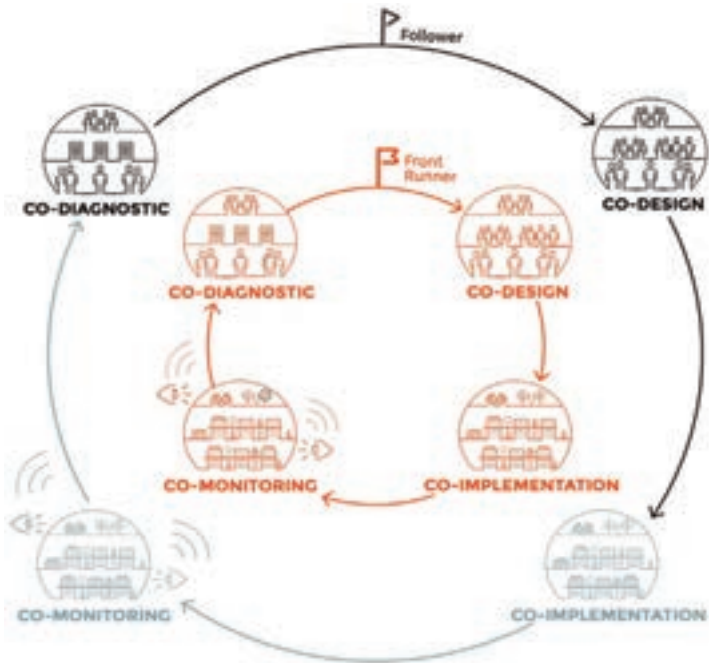 Follower
CO-DIAGNOSTIC
CO-DESIGN
Front
Runner
CO-DIAGNOSTIC
CO-DESIGN
CO-MONITORING
CO-IMPLEMENTATION
CO-MONITORING
CO-IMPLEMENTATION